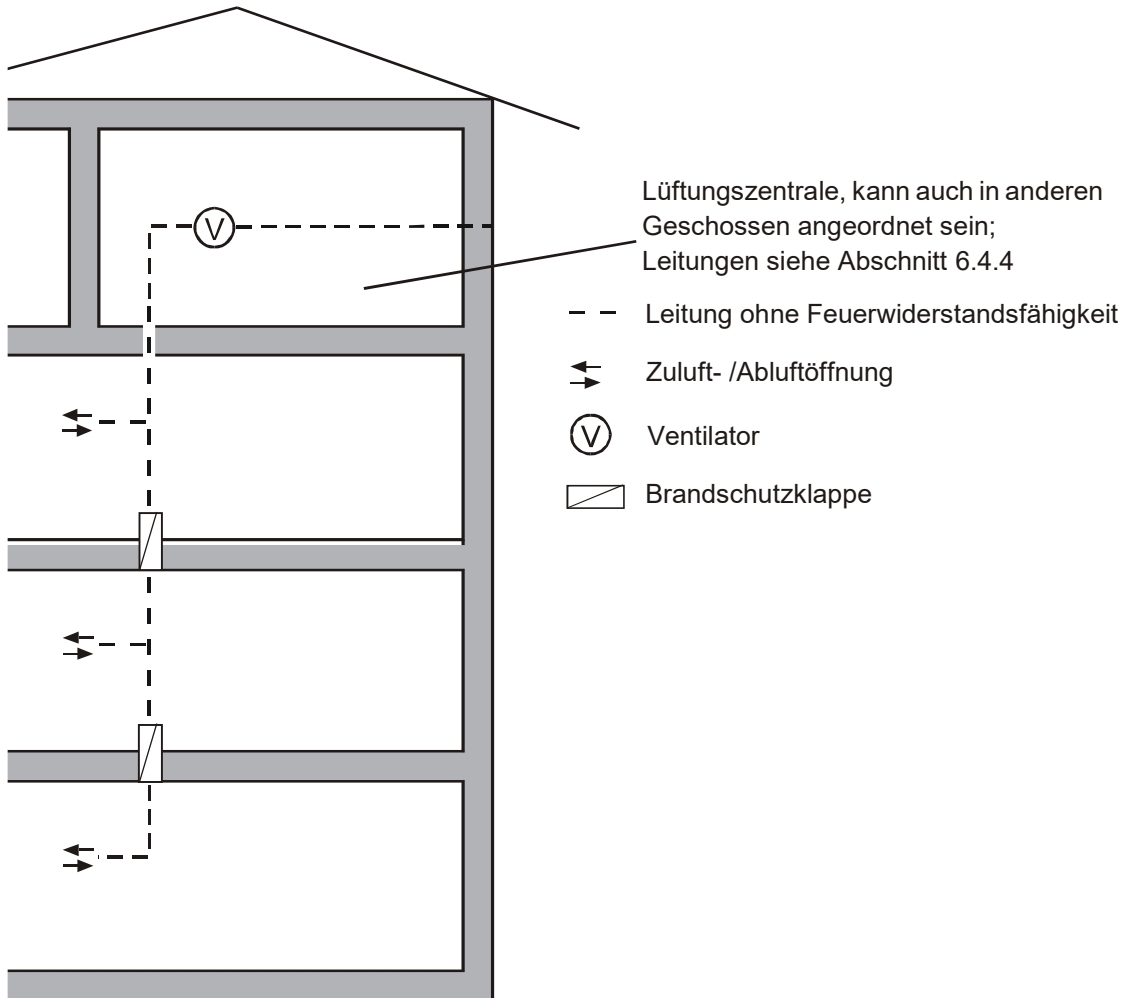 V
Lüftungszentrale, kann auch in anderen
Geschossen angeordnet sein;
Leitungen siehe Abschnitt 6.4.4
Leitung ohne Feuerwiderstandsfähigkeit
Zuluft- /Abluftöffnung
V Ventilator
Brandschutzklappe